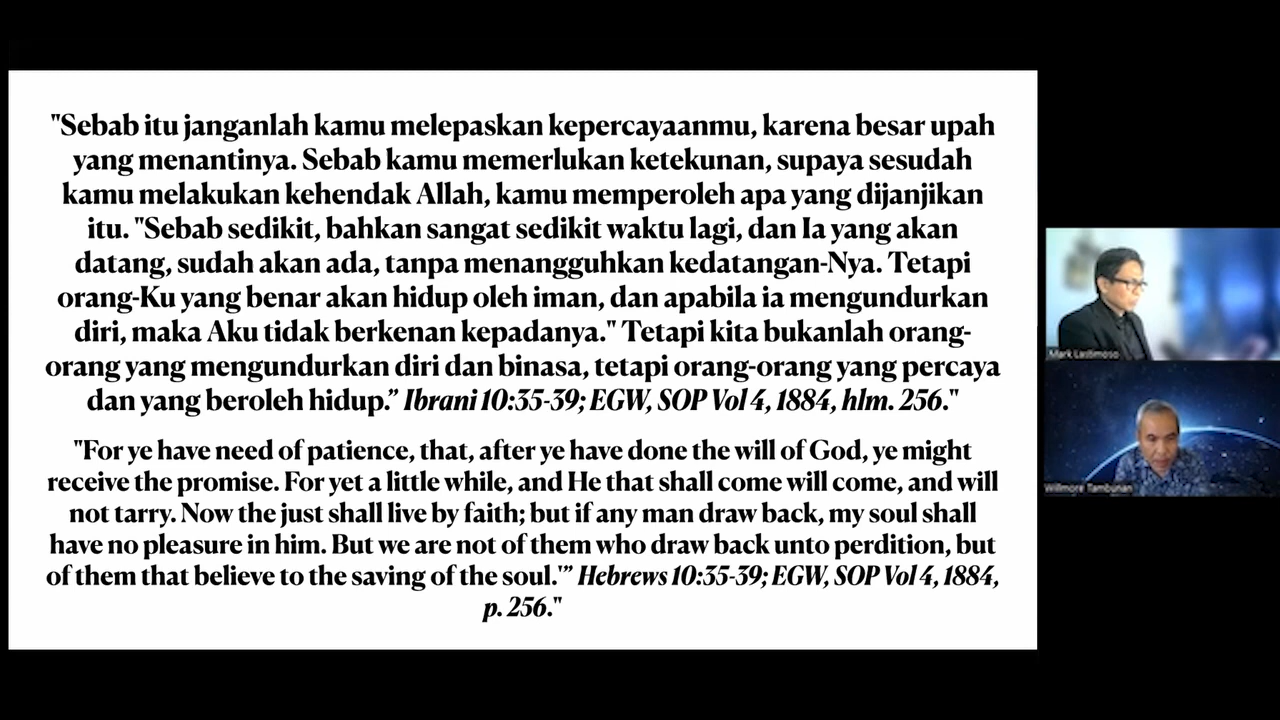 "Sebab itu janganlah kamu melepaskan kepercayaanmu, karena besar upah
yang menantinya. Sebab kamu memerlukan ketekunan, supaya sesudah
kamu melakukan kehendak Allah, kamu memperoleh apa yang dijanjikan
itu. "Sebab sedikit, bahkan sangat sedikit waktu lagi, dan Ia yang akan
datang, sudah akan ada, tanpa menangguhkan kedatangan-Nya. Tetapi
orang-Ku yang benar akan hidup oleh iman, dan apabila ia mengundurkan
diri, maka Aku tidak berkenan kepadanya." Tetapi kita bukanlah orang-
orang yang mengundurkan diri dan binasa, tetapi orang-orang yang percaya
dan yang beroleh hidup.” Ibrani 10:35-39; EGW, SOP Vol 4, 1884, hlm. 256."
"For ye have need of patience, that, after ye have done the will of God, ye might
receive the promise. For yet a little while, and He that shall come will come, and will
not tarry. Now the just shall live by faith; but if any man draw back, my soul shall
have no pleasure in him. But we are not of them who draw back unto perdition, but
of them that believe to the saving of the soul.'” Hebrews 10:35-39; EGW, SOP Vol 4, 1884,
p. 256."
Mark Lastimoso
Willmore Tambunan